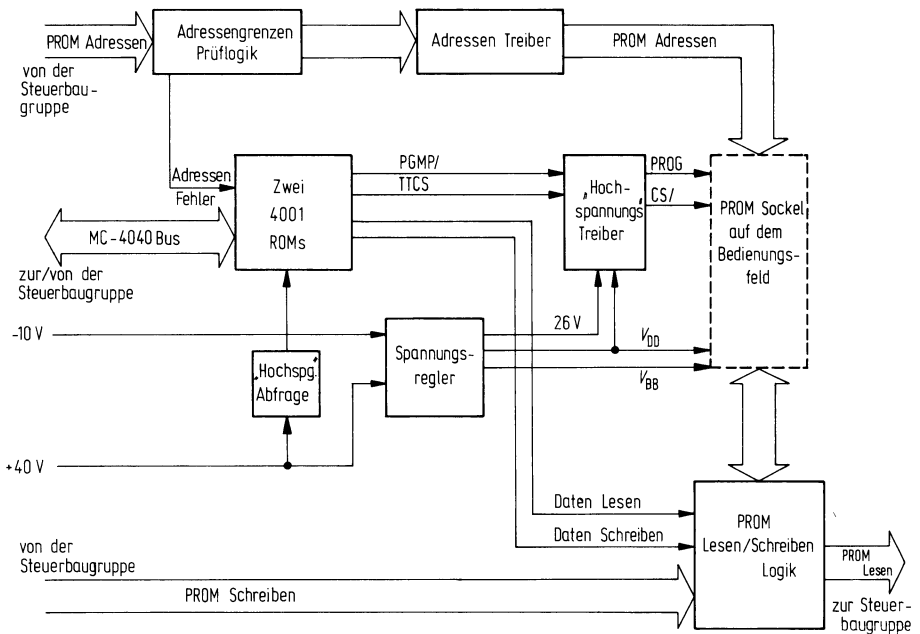 PROM Adressen
von der
Steuerbau-
gruppe
Adressengrenzen
Prüflogik
Adressen Treiber
PROM Adressen
Adressen
Fehler
Zwei
4001
ROMs
PGMP/
TTCS
„Hoch-
spannungs"
Treiber
PROG
CS/
PROM Sockel
auf dem
Bedienungs-
feld
MC-4040 Bus
zur/von der
Steuerbaugruppe
-10 V
„Hochspg."
Abfrage
+40 V
Spannungs-
regler
26 V
VDD
VBB
Daten Lesen
Daten Schreiben
PROM
Lesen/Schreiben
Logik
PROM
Lesen
zur Steuer-
baugruppe
von der
Steuerbaugruppe
PROM Schreiben